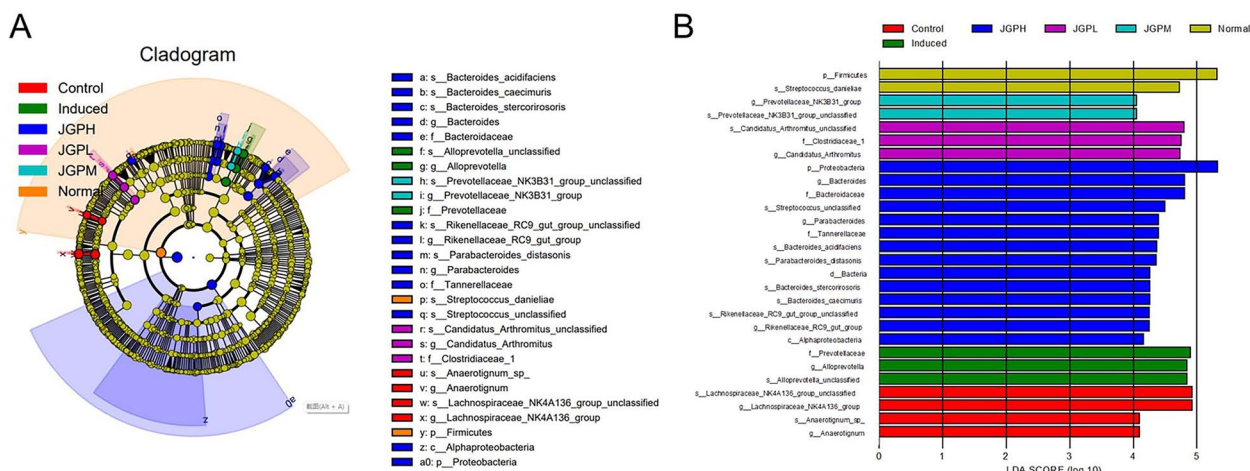 A
Cladogram
Control
Induced
JGPH
JGPL
JGPM
Normal
y
x
z
a0
截图(Alt + A)
a: s__Bacteroides_acidifaciens
b: s__Bacteroides_caecimuris
c: s__Bacteroides_stercorirosoris
d: g__Bacteroides
e: f__Bacteroidaceae
f: s__Alloprevotella_unclassified
g: g__Alloprevotella
h: s__Prevotellaceae_NK3B31_group_unclassified
i: g__Prevotellaceae_NK3B31_group
j: f__Prevotellaceae
k: s__Rikenellaceae_RC9_gut_group_unclassified
l: g__Rikenellaceae_RC9_gut_group
m: s__Parabacteroides_distasonis
n: g__Parabacteroides
o: f__Tannerellaceae
p: s__Streptococcus_danieliae
q: s__Streptococcus_unclassified
r: s__Candidatus_Arthromitus_unclassified
s: g__Candidatus_Arthromitus
t: f__Clostridiaceae_1
u: s__Anaerotignum_sp_
v: g__Anaerotignum
w: s__Lachnospiraceae_NK4A136_group_unclassified
x: g__Lachnospiraceae_NK4A136_group
y: p__Firmicutes
z: c__Alphaproteobacteria
a0: p__Proteobacteria
B
Control JGPH JGPL JGPM Normal
Induced
p__Firmicutes
s__Streptococcus_danieliae
g__Prevotellaceae_NK3B31_group
s__Prevotellaceae_NK3B31_group_unclassified
s__Candidatus_Arthromitus_unclassified
f__Clostridiaceae_1
g__Candidatus_Arthromitus
p__Proteobacteria
g__Bacteroides
f__Bacteroidaceae
s__Streptococcus_unclassified
g__Parabacteroides
f__Tannerellaceae
s__Bacteroides_acidifaciens
s__Parabacteroides_distasonis
d__Bacteria
s__Bacteroides_stercorirosoris
s__Bacteroides_caecimuris
s__Rikenellaceae_RC9_gut_group_unclassified
g__Rikenellaceae_RC9_gut_group
c__Alphaproteobacteria
f__Prevotellaceae
g__Alloprevotella
s__Alloprevotella_unclassified
s__Lachnospiraceae_NK4A136_group_unclassified
g__Lachnospiraceae_NK4A136_group
s__Anaerotignum_sp_
g__Anaerotignum
0 1 2 3 4 5
LDA SCORE (log 10)